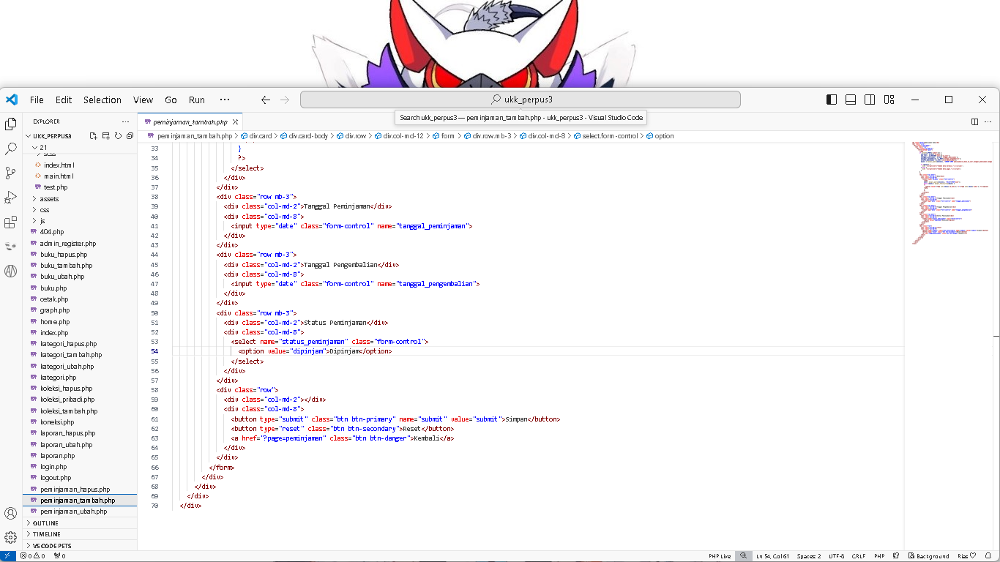 File Edit Selection View Go Run ··· ukk_perpus3
Search ukk_perpus3 — peminjaman_tambah.php - ukk_perpus3 - Visual Studio Code
EXPLORER ···
UKK_PERPUS3
21
scss
index.html
main.html
test.php
assets
css
js
404.php
admin_register.php
buku_hapus.php
buku_tambah.php
buku_ubah.php
buku.php
cetak.php
graph.php
home.php
index.php
kategori_hapus.php
kategori_tambah.php
kategori_ubah.php
kategori.php
koleksi_hapus.php
koleksi_pribadi.php
koleksi_tambah.php
koneksi.php
laporan_hapus.php
laporan_ubah.php
laporan.php
login.php
logout.php
peminjaman_hapus.php
peminjaman_tambah.php
peminjaman_ubah.php
OUTLINE
TIMELINE
VS CODE PETS
peminjaman_tambah.php
peminjaman_tambah.php > div.card > div.card-body > div.row > div.col-md-12 > form > div.row.mb-3 > div.col-md-8 > select.form-control > option
33 }
34 ?>
35 </select>
36 </div>
37 </div>
38 <div class="row mb-3">
39 <div class="col-md-2">Tanggal Peminjaman</div>
40 <div class="col-md-8">
41 <input type="date" class="form-control" name="tanggal_peminjaman">
42 </div>
43 </div>
44 <div class="row mb-3">
45 <div class="col-md-2">Tanggal Pengembalian</div>
46 <div class="col-md-8">
47 <input type="date" class="form-control" name="tanggal_pengembalian">
48 </div>
49 </div>
50 <div class="row mb-3">
51 <div class="col-md-2">Status Peminjaman</div>
52 <div class="col-md-8">
53 <select name="status_peminjaman" class="form-control">
54 <option value="dipinjam">Dipinjam</option>
55 </select>
56 </div>
57 </div>
58 <div class="row">
59 <div class="col-md-2"></div>
60 <div class="col-md-8">
61 <button type="submit" class="btn btn-primary" name="submit" value="submit">Simpan</button>
62 <button type="reset" class="btn btn-secondary">Reset</button>
63 <a href="?page=peminjaman" class="btn btn-danger">Kembali</a>
64 </div>
65 </div>
66 </form>
67 </div>
68 </div>
69 </div>
70 </div>
0 0 0 PHP Live Ln 54, Col 61 Spaces: 2 UTF-8 CRLF PHP Background Rias